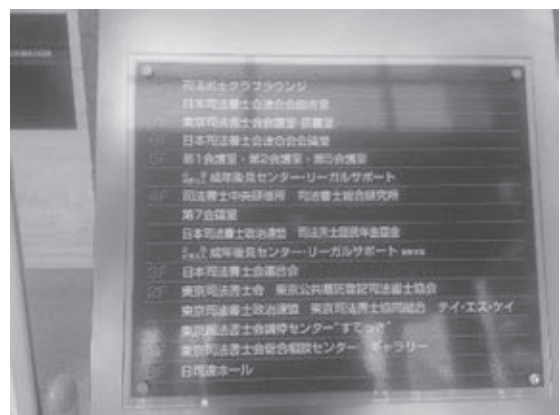 司法書士クラブラウンジ
日本司法書士会連合会
東京司法書士会会議室
日本司法書士会連合会会議室
5F 第1会議室・第2会議室・第5会議室
成年後見センター・リーガルサポート
4F 司法書士中央研修所 司法書士総合研究所
第7会議室
日本司法書士政治連盟 司法書士国民年金基金
成年後見センター・リーガルサポート
3F 日本司法書士会連合会
2F 東京司法書士会 東京公共嘱託登記司法書士協会
東京司法書士政治連盟 東京司法書士協同組合 テイ・エス・ケイ
東京司法書士会調停センター"すてっき"
東京司法書士会総合相談センター ギャラリー
日司連ホール